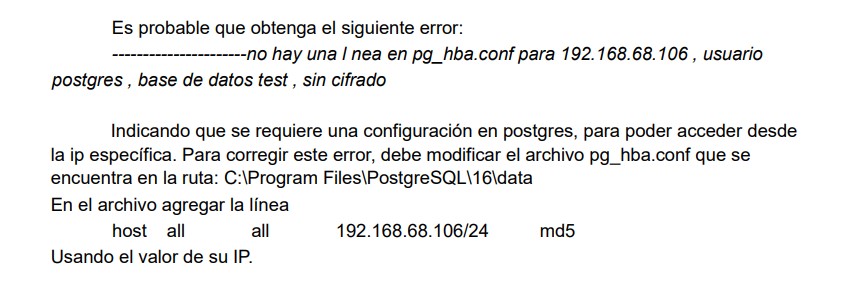 Es probable que obtenga el siguiente error:
----------------------no hay una l nea en pg_hba.conf para 192.168.68.106 , usuario
postgres , base de datos test , sin cifrado
Indicando que se requiere una configuración en postgres, para poder acceder desde
la ip específica. Para corregir este error, debe modificar el archivo pg_hba.conf que se
encuentra en la ruta: C:\Program Files\PostgreSQL\16\data
En el archivo agregar la línea
host all all 192.168.68.106/24 md5
Usando el valor de su IP.